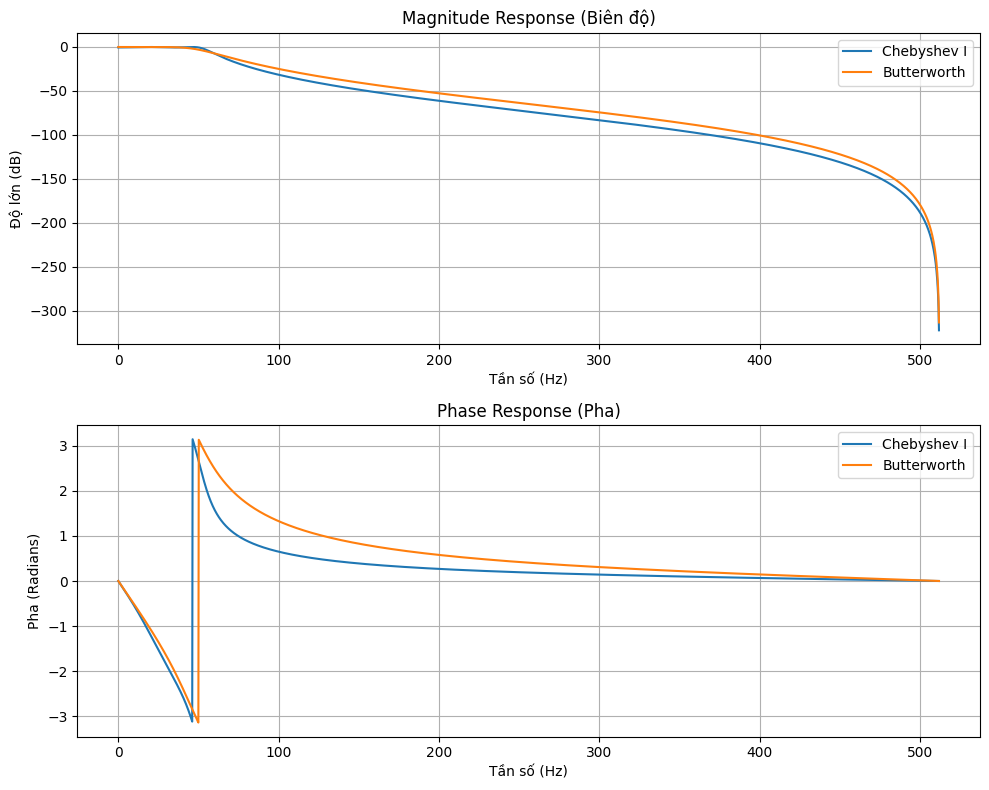 Magnitude Response (Biên độ)
Chebyshev I
Butterworth
0
−50
−100
−150
−200
−250
−300
Độ lớn (dB)
0 100 200 300 400 500
Tần số (Hz)
Phase Response (Pha)
Chebyshev I
Butterworth
3
2
1
0
−1
−2
−3
Pha (Radians)
0 100 200 300 400 500
Tần số (Hz)